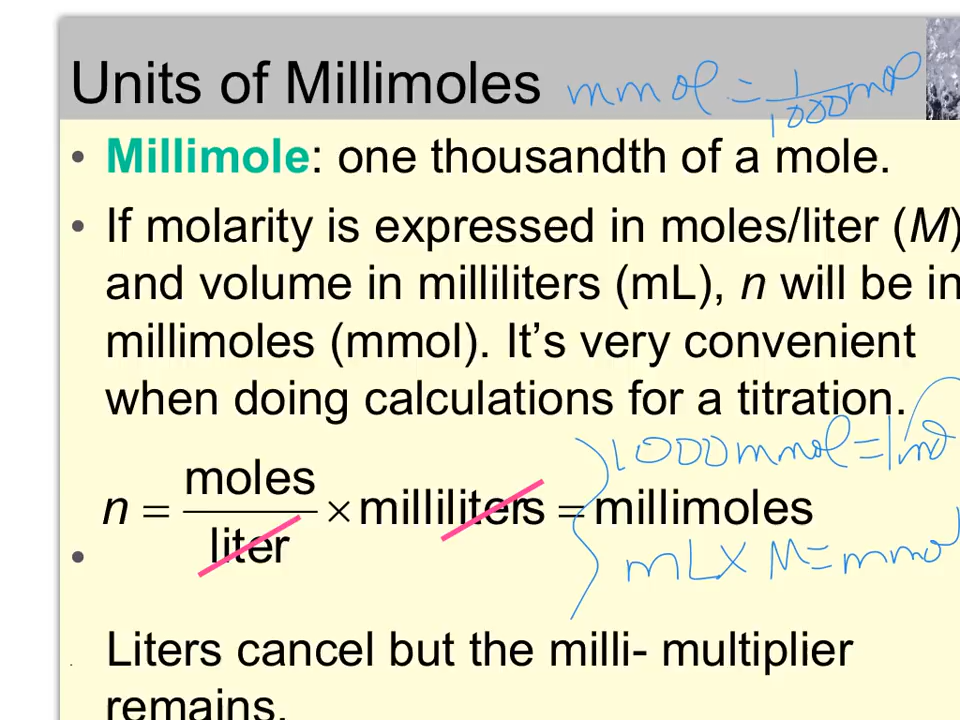 Units of Millimoles mmol = 1/1000 mol
• Millimole: one thousandth of a mole.
• If molarity is expressed in moles/liter (M)
and volume in milliliters (mL), n will be in
millimoles (mmol). It's very convenient
when doing calculations for a titration.
1000 mmol = 1 mol
n = moles/liter × milliliters = millimoles
mL X M = mmol
Liters cancel but the milli- multiplier
remains.